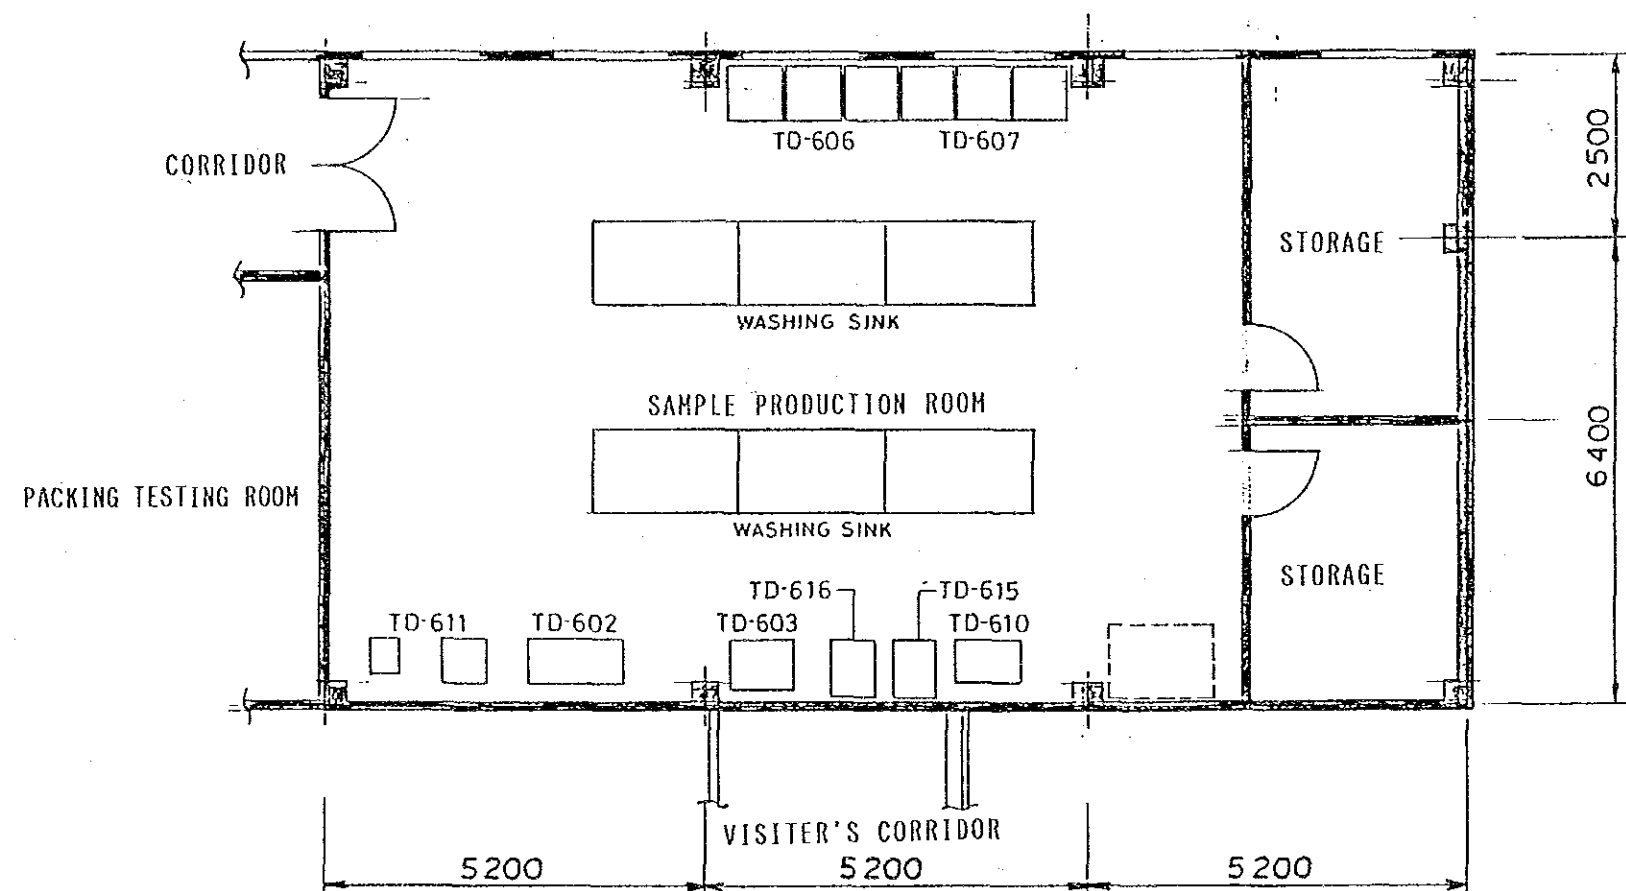 TD-606
TD-607
CORRIDOR
2500
STORAGE
WASHING SINK
SAMPLE PRODUCTION ROOM
6400
PACKING TESTING ROOM
WASHING SINK
STORAGE
TD-616
TD-615
TD-611
TD-602
TD-603
TD-610
VISITER'S CORRIDOR
5200
5200
5200